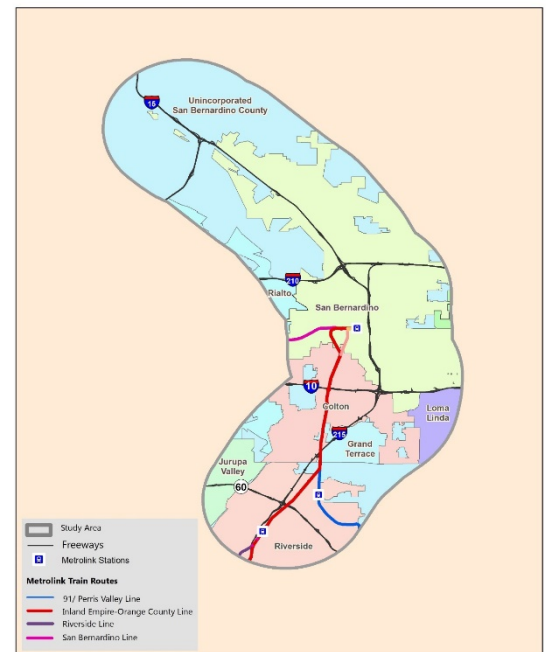 15
Unincorporated
San Bernardino County
210
Rialto
San Bernardino
10
Colton
Loma
Linda
215
Grand
Terrace
Jurupa
Valley
60
Riverside
Study Area
Freeways
Metrolink Stations
Metrolink Train Routes
91/ Perris Valley Line
Inland Empire-Orange County Line
Riverside Line
San Bernardino Line